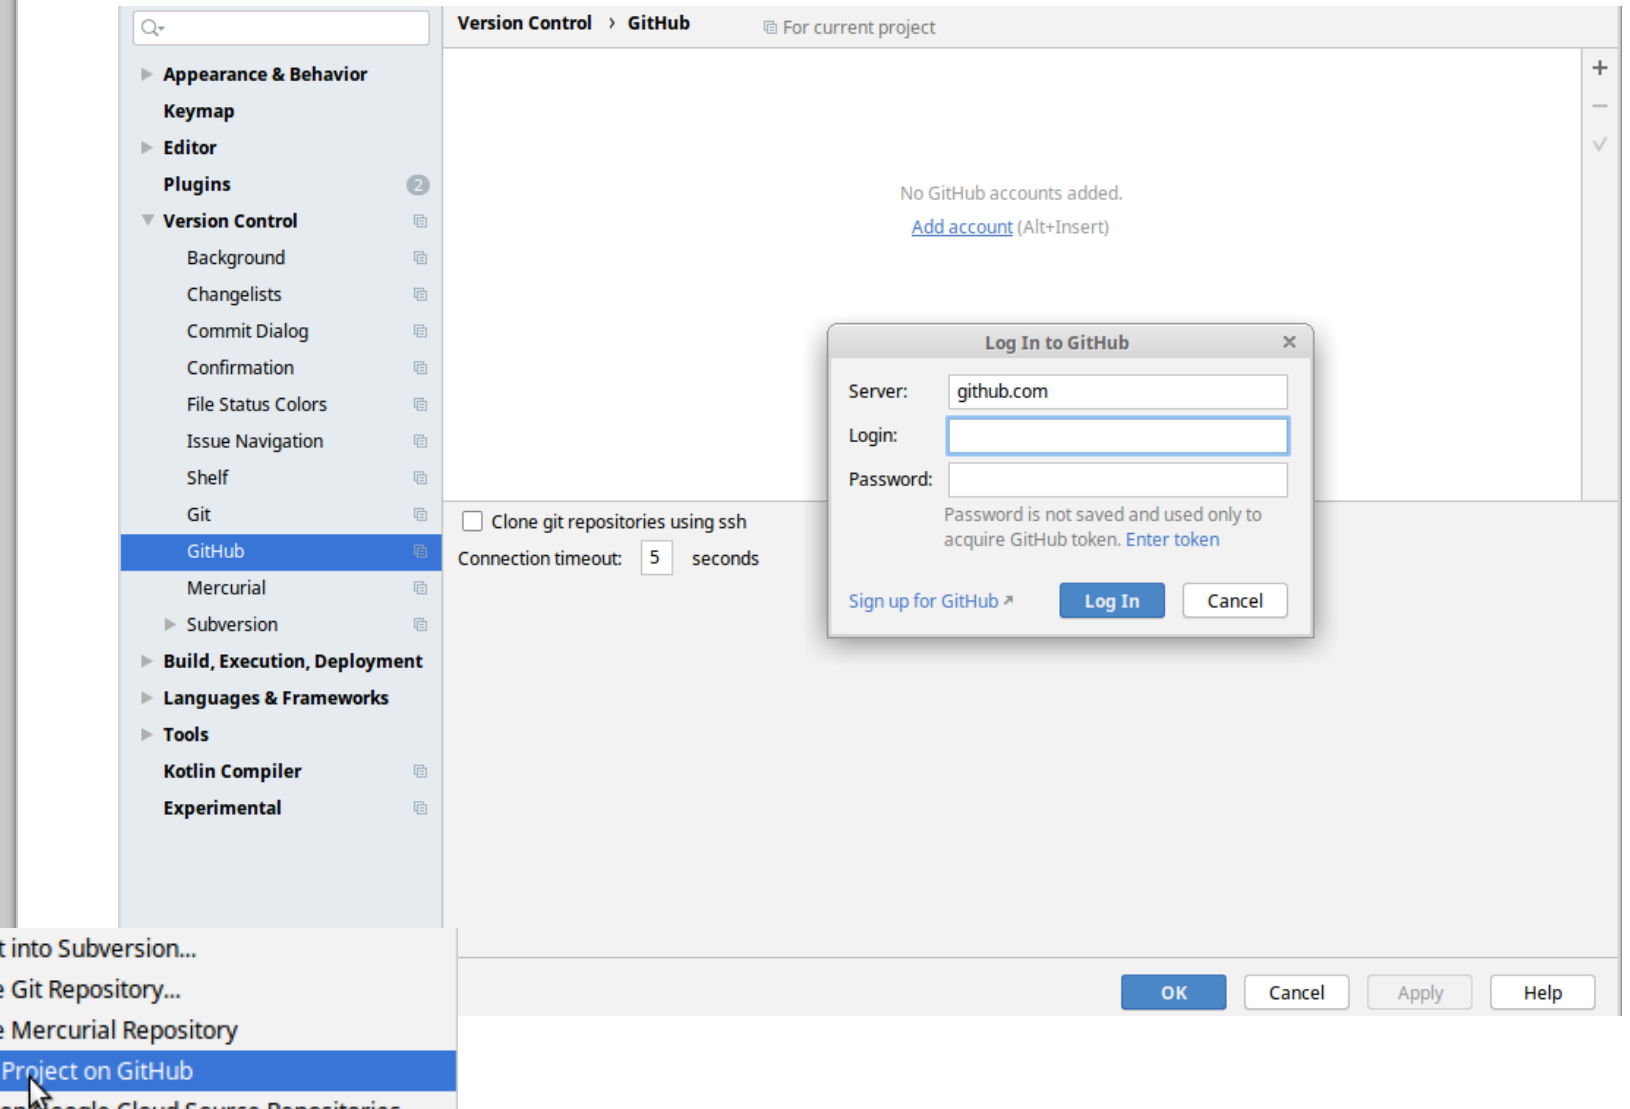 Version Control › GitHub For current project
Appearance & Behavior
Keymap
Editor
Plugins 2
Version Control
Background
Changelists
Commit Dialog
Confirmation
File Status Colors
Issue Navigation
Shelf
Git
GitHub
Mercurial
Subversion
Build, Execution, Deployment
Languages & Frameworks
Tools
Kotlin Compiler
Experimental
No GitHub accounts added.
Add account (Alt+Insert)
Clone git repositories using ssh
Connection timeout: 5 seconds
Log In to GitHub
Server: github.com
Login:
Password:
Password is not saved and used only to
acquire GitHub token. Enter token
Sign up for GitHub Log In Cancel
OK Cancel Apply Help
t into Subversion...
e Git Repository...
e Mercurial Repository
Project on GitHub
on Google Cloud Source Repositories